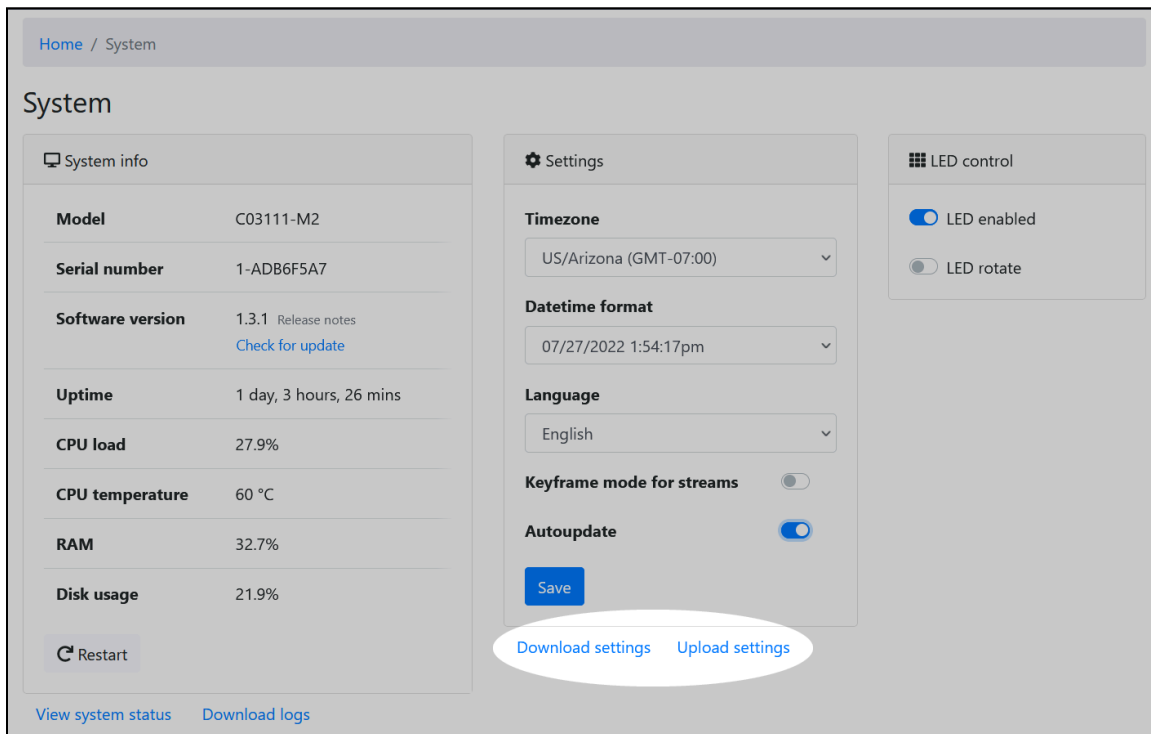 Home / System
System
System info
Model C03111-M2
Serial number 1-ADB6F5A7
Software version 1.3.1 Release notes
Check for update
Uptime 1 day, 3 hours, 26 mins
CPU load 27.9%
CPU temperature 60 °C
RAM 32.7%
Disk usage 21.9%
Restart
View system status Download logs
Settings
Timezone
US/Arizona (GMT-07:00)
Datetime format
07/27/2022 1:54:17pm
Language
English
Keyframe mode for streams
Autoupdate
Save
Download settings Upload settings
LED control
LED enabled
LED rotate